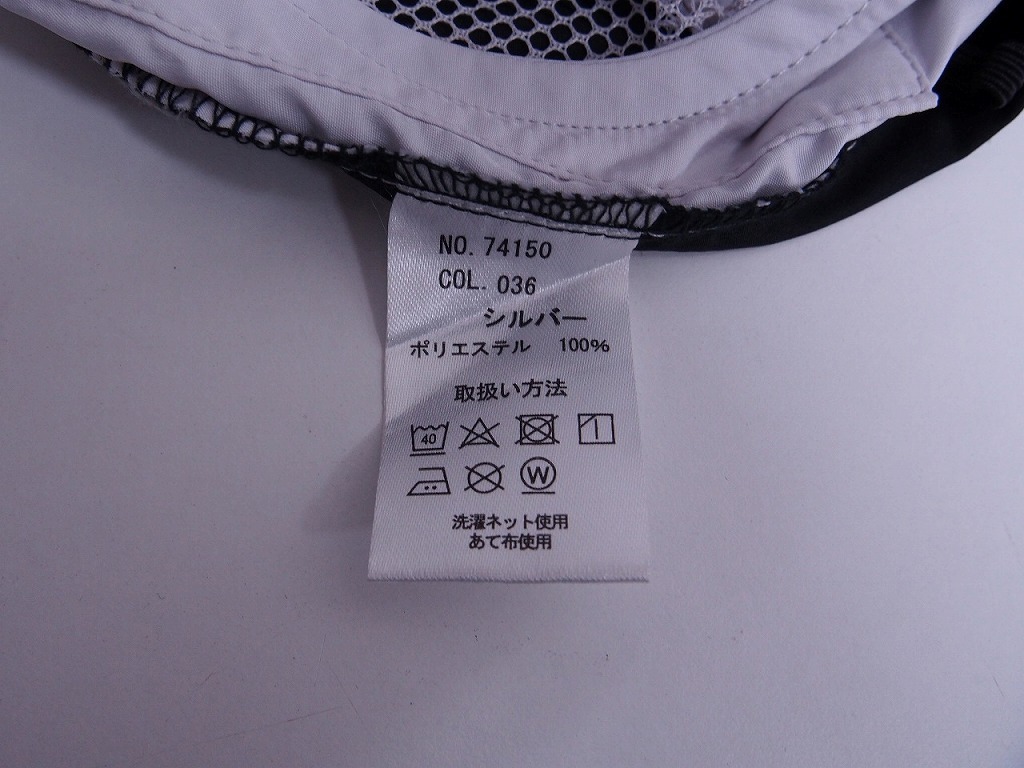 NO. 74150
COL. 036
シルバー
ポリエステル 100%
取扱い方法
40
W
洗濯ネット使用
あて布使用